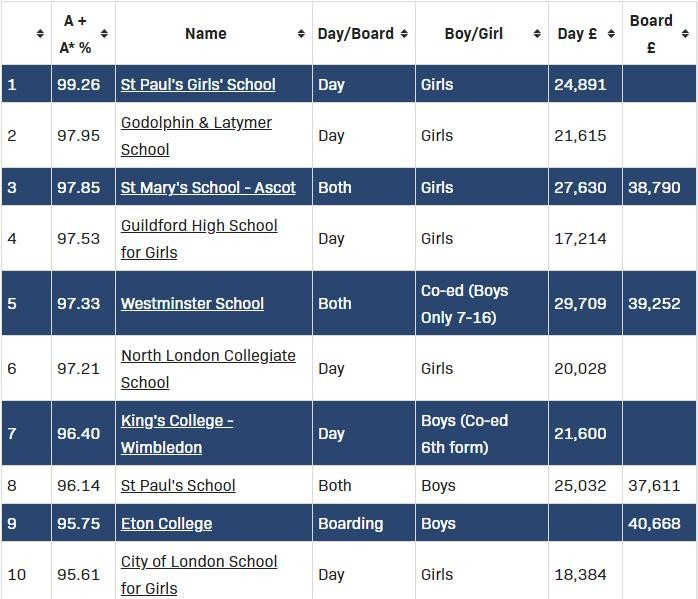 A + A* % Name Day/Board Boy/Girl Day £ Board £
1 99.26 St Paul's Girls' School Day Girls 24,891
2 97.95 Godolphin & Latymer School Day Girls 21,615
3 97.85 St Mary's School - Ascot Both Girls 27,630 38,790
4 97.53 Guildford High School for Girls Day Girls 17,214
5 97.33 Westminster School Both Co-ed (Boys Only 7-16) 29,709 39,252
6 97.21 North London Collegiate School Day Girls 20,028
7 96.40 King's College - Wimbledon Day Boys (Co-ed 6th form) 21,600
8 96.14 St Paul's School Both Boys 25,032 37,611
9 95.75 Eton College Boarding Boys 40,668
10 95.61 City of London School for Girls Day Girls 18,384